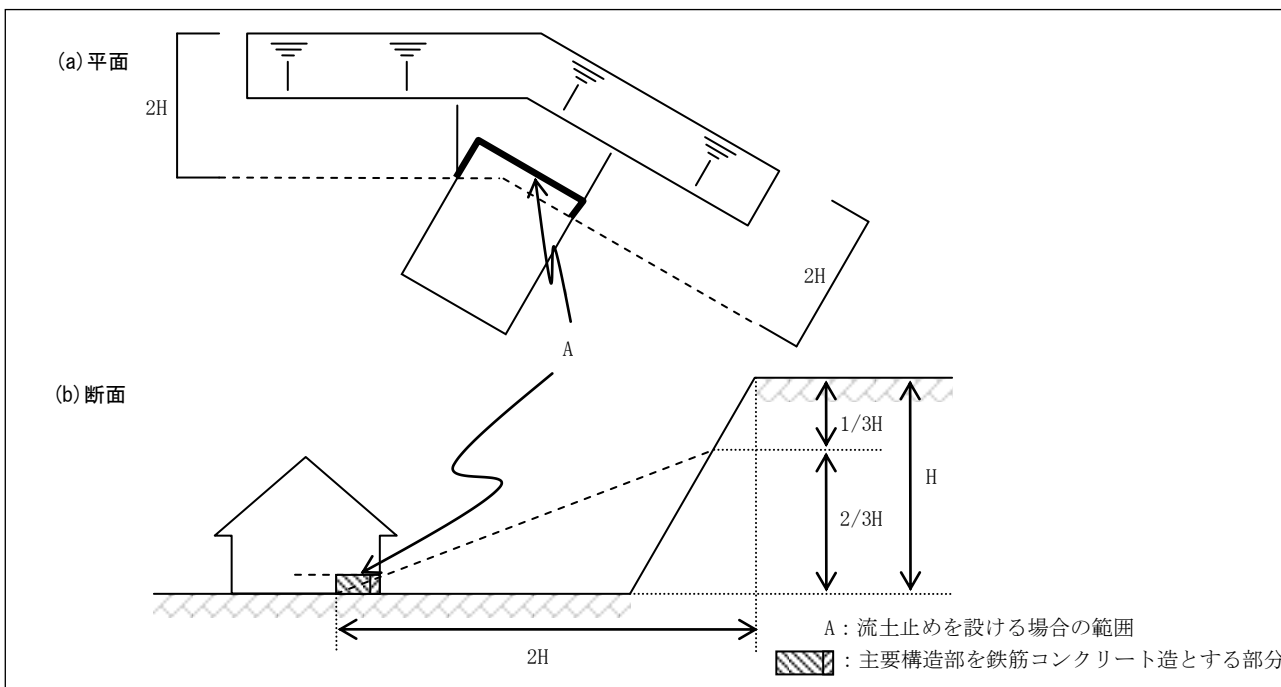 (a)平面
2H
2H
A
(b)断面
1/3H
H
2/3H
2H
A：流土止めを設ける場合の範囲
：主要構造部を鉄筋コンクリート造とする部分